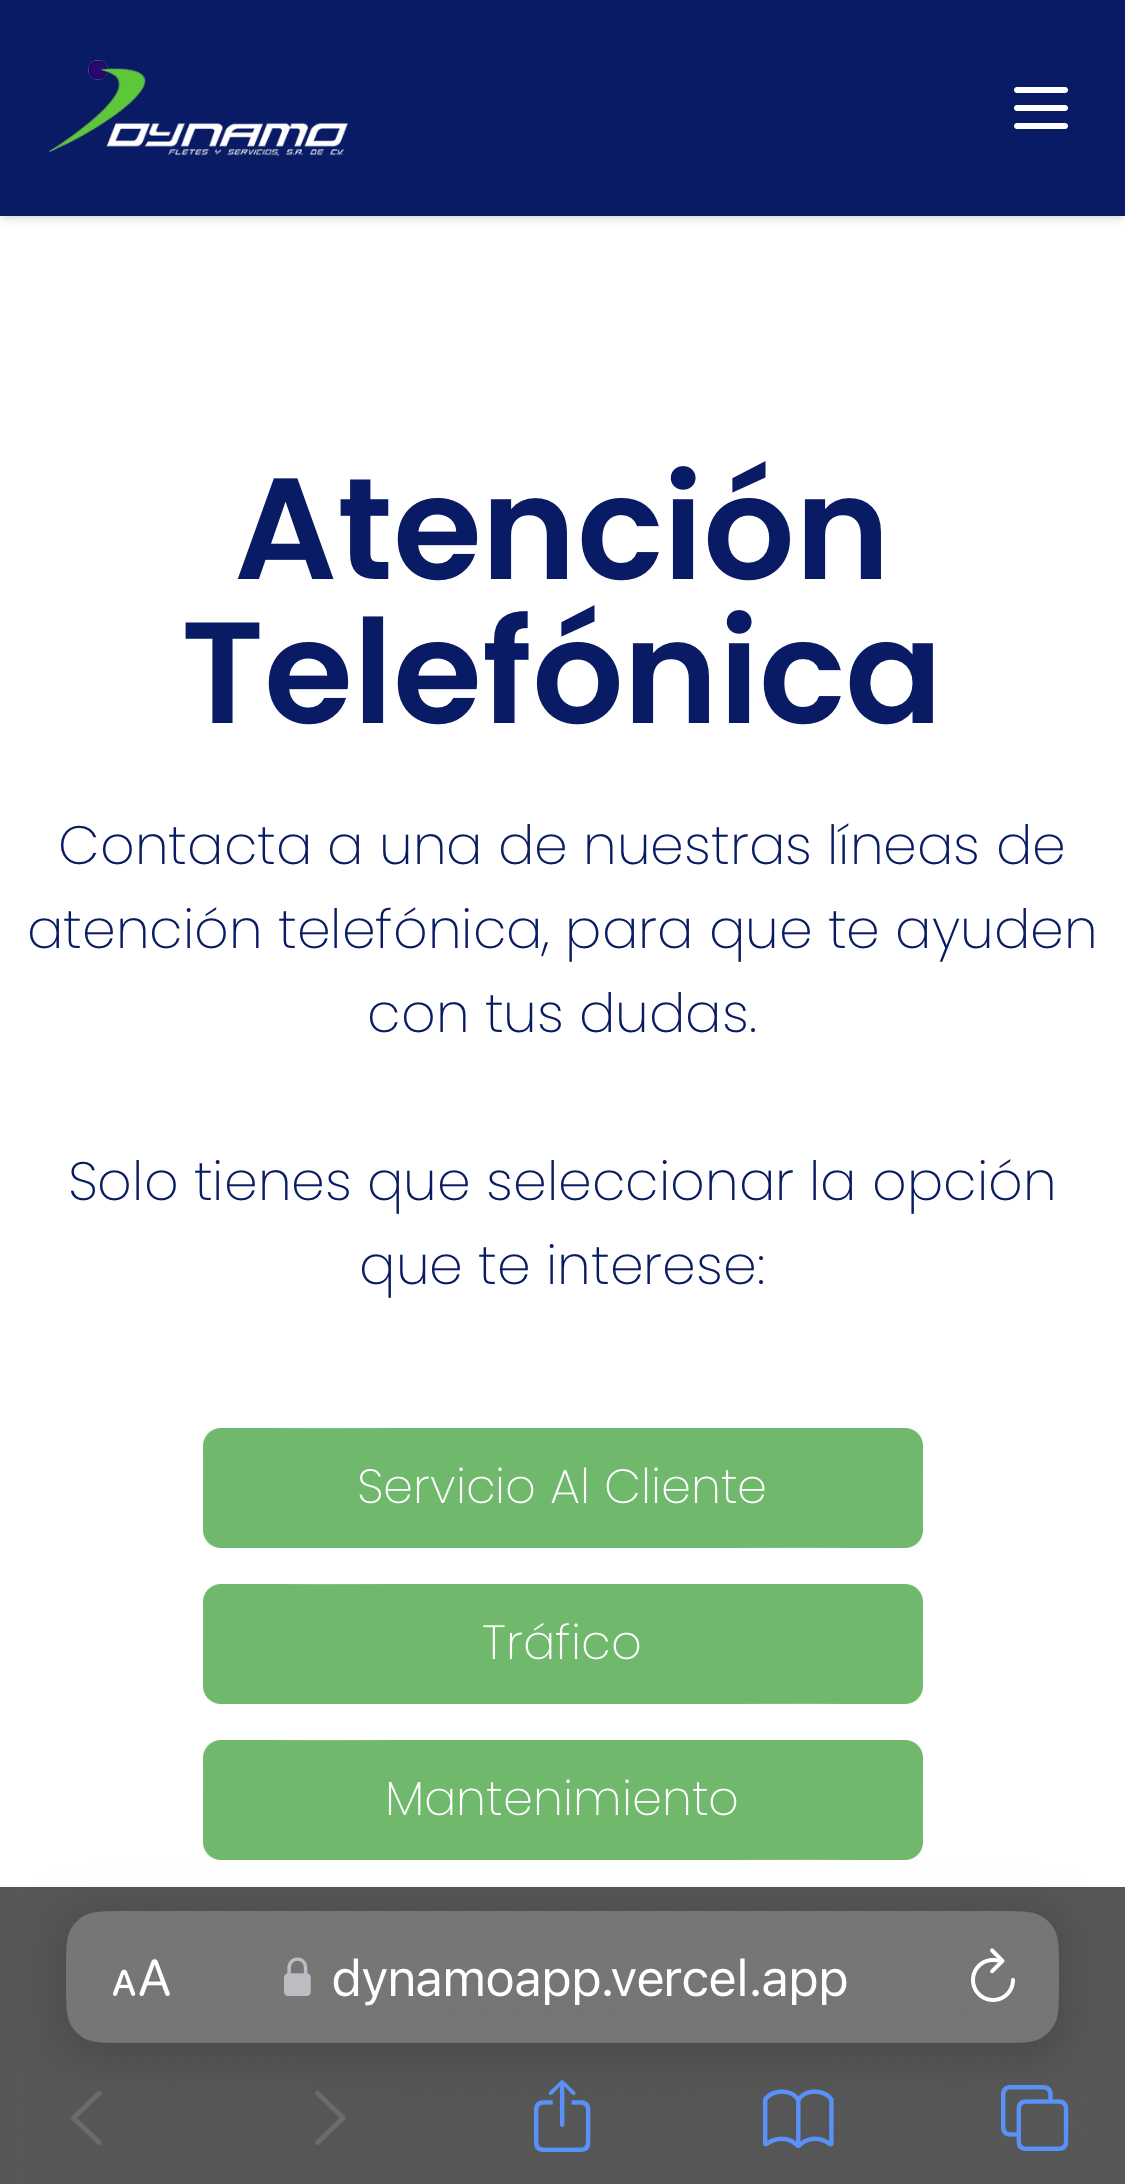 DYNAMO
FLETES Y SERVICIOS, S.A. DE C.V.
Atención
Telefónica
Contacta a una de nuestras líneas de
atención telefónica, para que te ayuden
con tus dudas.
Solo tienes que seleccionar la opción
que te interese:
Servicio Al Cliente
Tráfico
Mantenimiento
AA dynamoapp.vercel.app